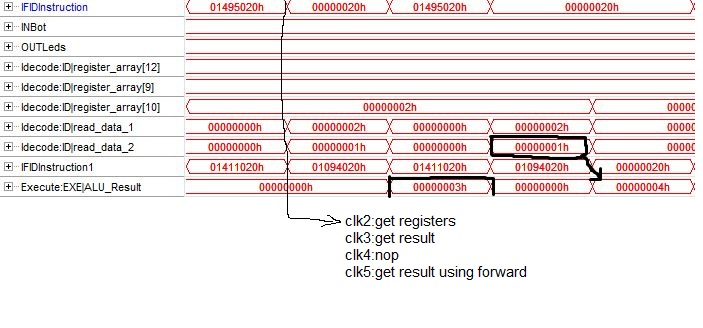 IFIDInstruction 01495020h 00000020h 01495020h 00000020h
INBot
OUTLeds
Idecode:ID|register_array[12]
Idecode:ID|register_array[9]
Idecode:ID|register_array[10] 00000002h 0000
Idecode:ID|read_data_1 00000000h 00000002h 00000000h 00000002h 0000
Idecode:ID|read_data_2 00000000h 00000001h 00000000h 00000001h 0000
IFIDInstruction1 01411020h 01094020h 01411020h 01094020h 00000020h
Execute:EXE|ALU_Result 00000000h 00000003h 00000000h 00000004h
clk2:get registers
clk3:get result
clk4:nop
clk5:get result using forward